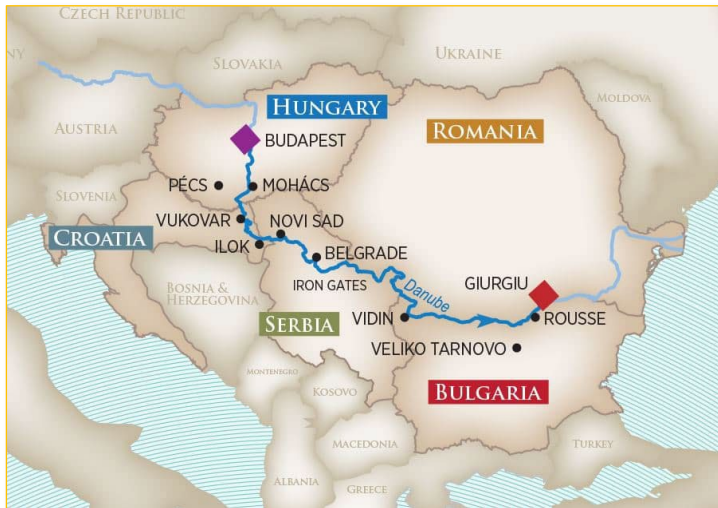 CZECH REPUBLIC
NY
SLOVAKIA
UKRAINE
HUNGARY
MOLDOVA
AUSTRIA
ROMANIA
BUDAPEST
PÉCS
MOHÁCS
SLOVENIA
VUKOVAR
NOVI SAD
CROATIA
ILOK
BELGRADE
BOSNIA
& HERZEGOVINA
IRON GATES
Danube
GIURGIU
SERBIA
VIDIN
ROUSSE
VELIKO TARNOVO
MONTENEGRO
KOSOVO
BULGARIA
MACEDONIA
TURKEY
ALBANIA
GREECE